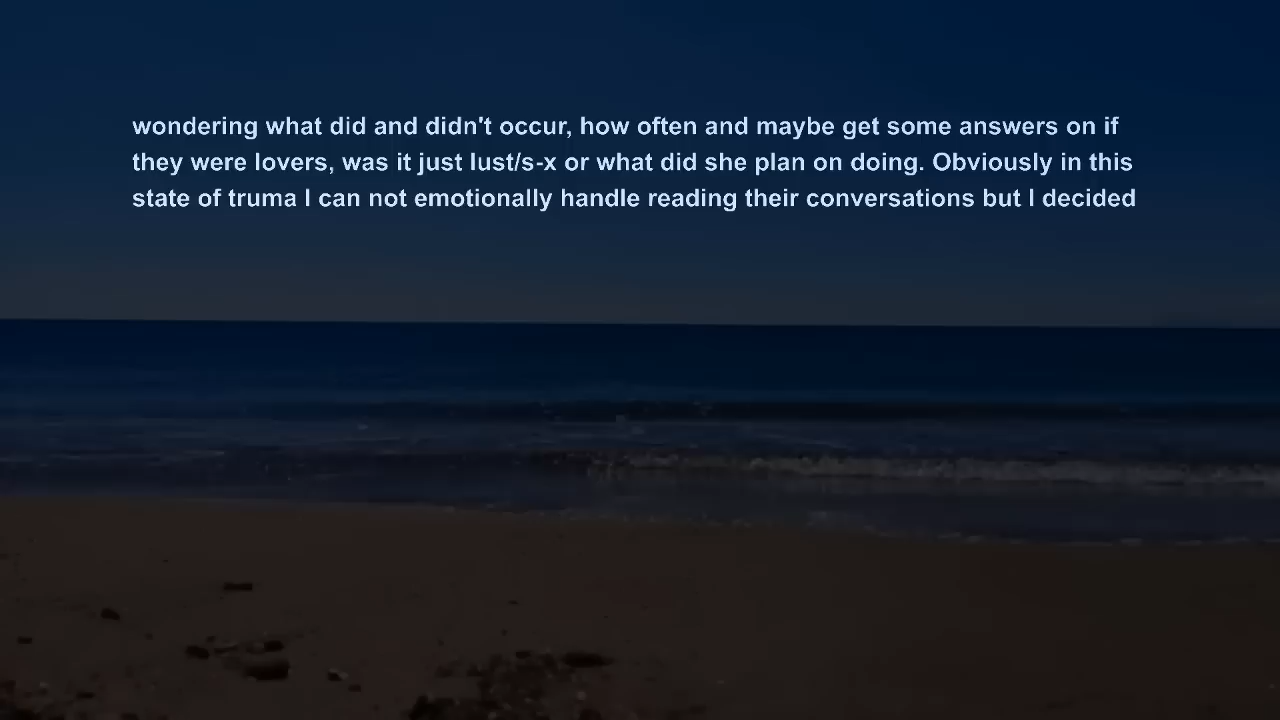 wondering what did and didn't occur, how often and maybe get some answers on if
they were lovers, was it just lust/s-x or what did she plan on doing. Obviously in this
state of truma I can not emotionally handle reading their conversations but I decided